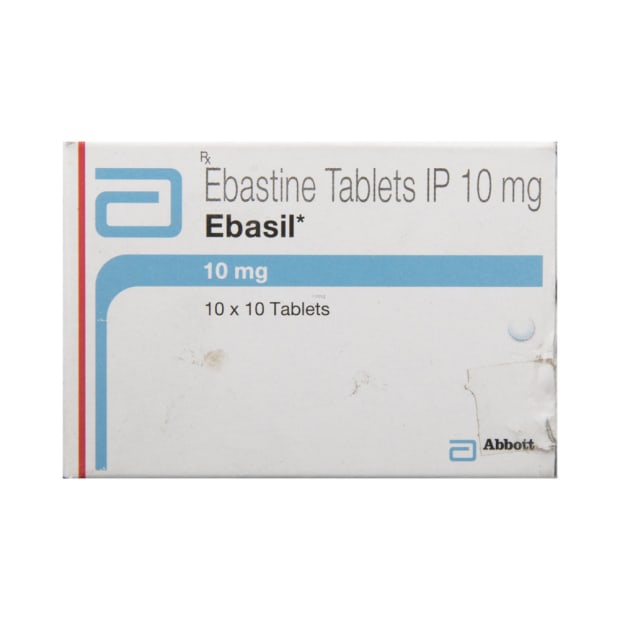 Rx
Ebastine Tablets IP 10 mg
Ebasil*
10 mg
10 x 10 Tablets
Abbott